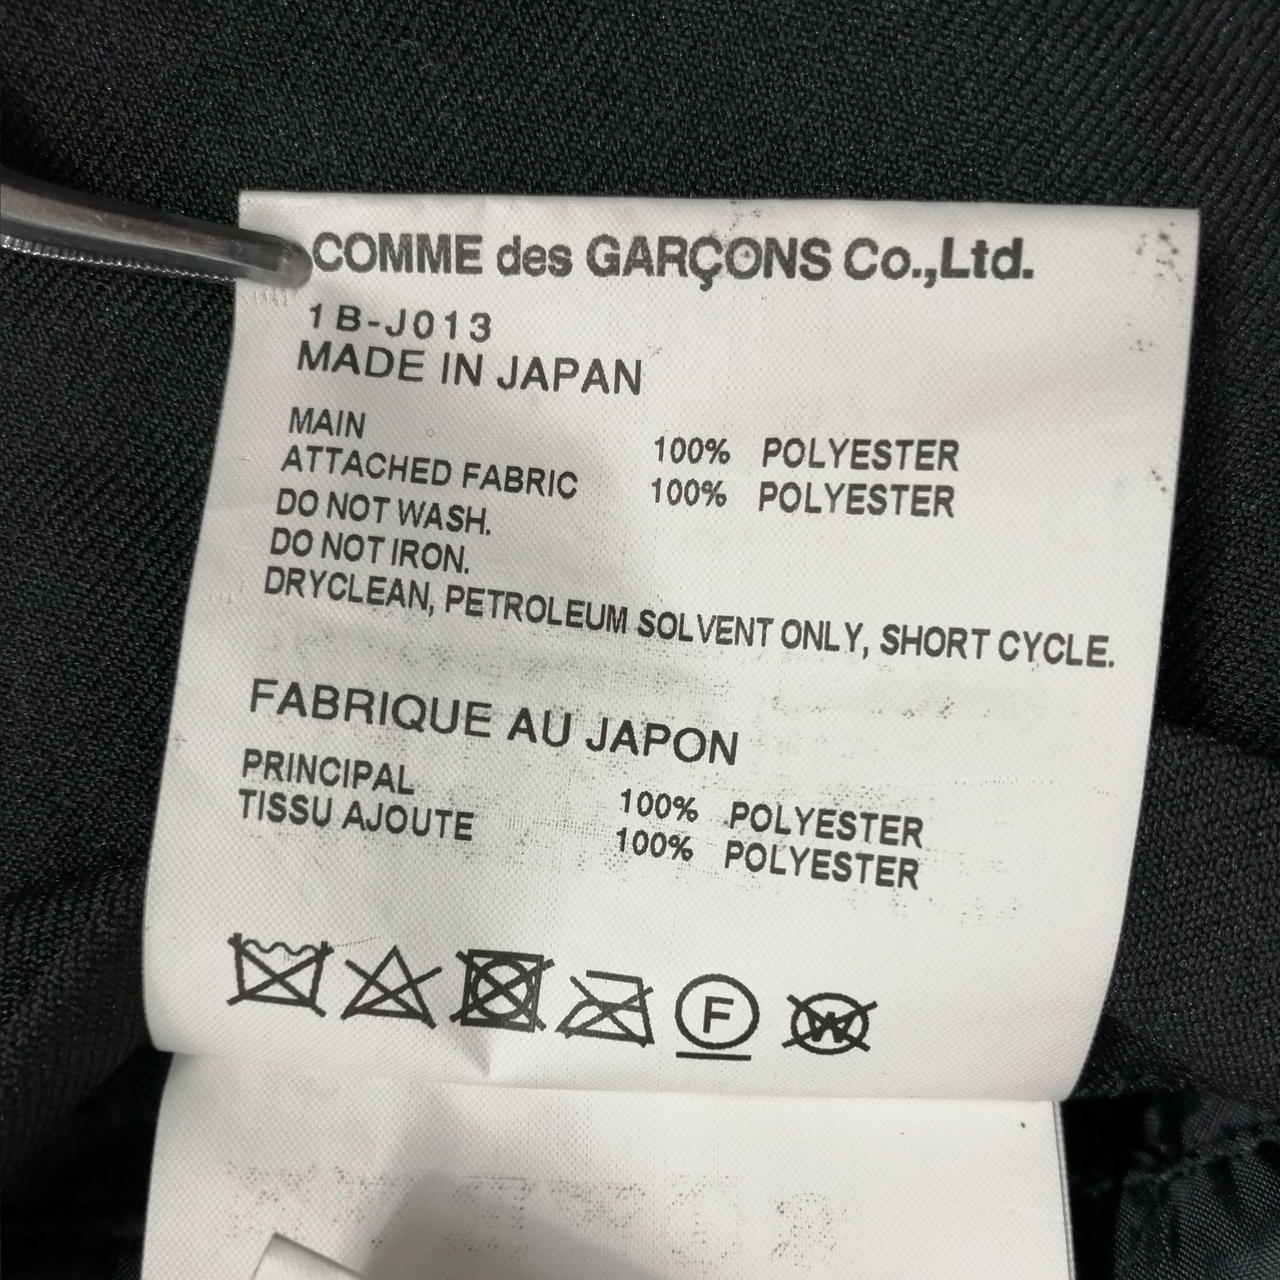 COMME des GARÇONS Co.,Ltd.
1B-J013
MADE IN JAPAN
MAIN 100% POLYESTER
ATTACHED FABRIC 100% POLYESTER
DO NOT WASH.
DO NOT IRON.
DRYCLEAN, PETROLEUM SOLVENT ONLY, SHORT CYCLE.
FABRIQUE AU JAPON
PRINCIPAL 100% POLYESTER
TISSU AJOUTE 100% POLYESTER
F W